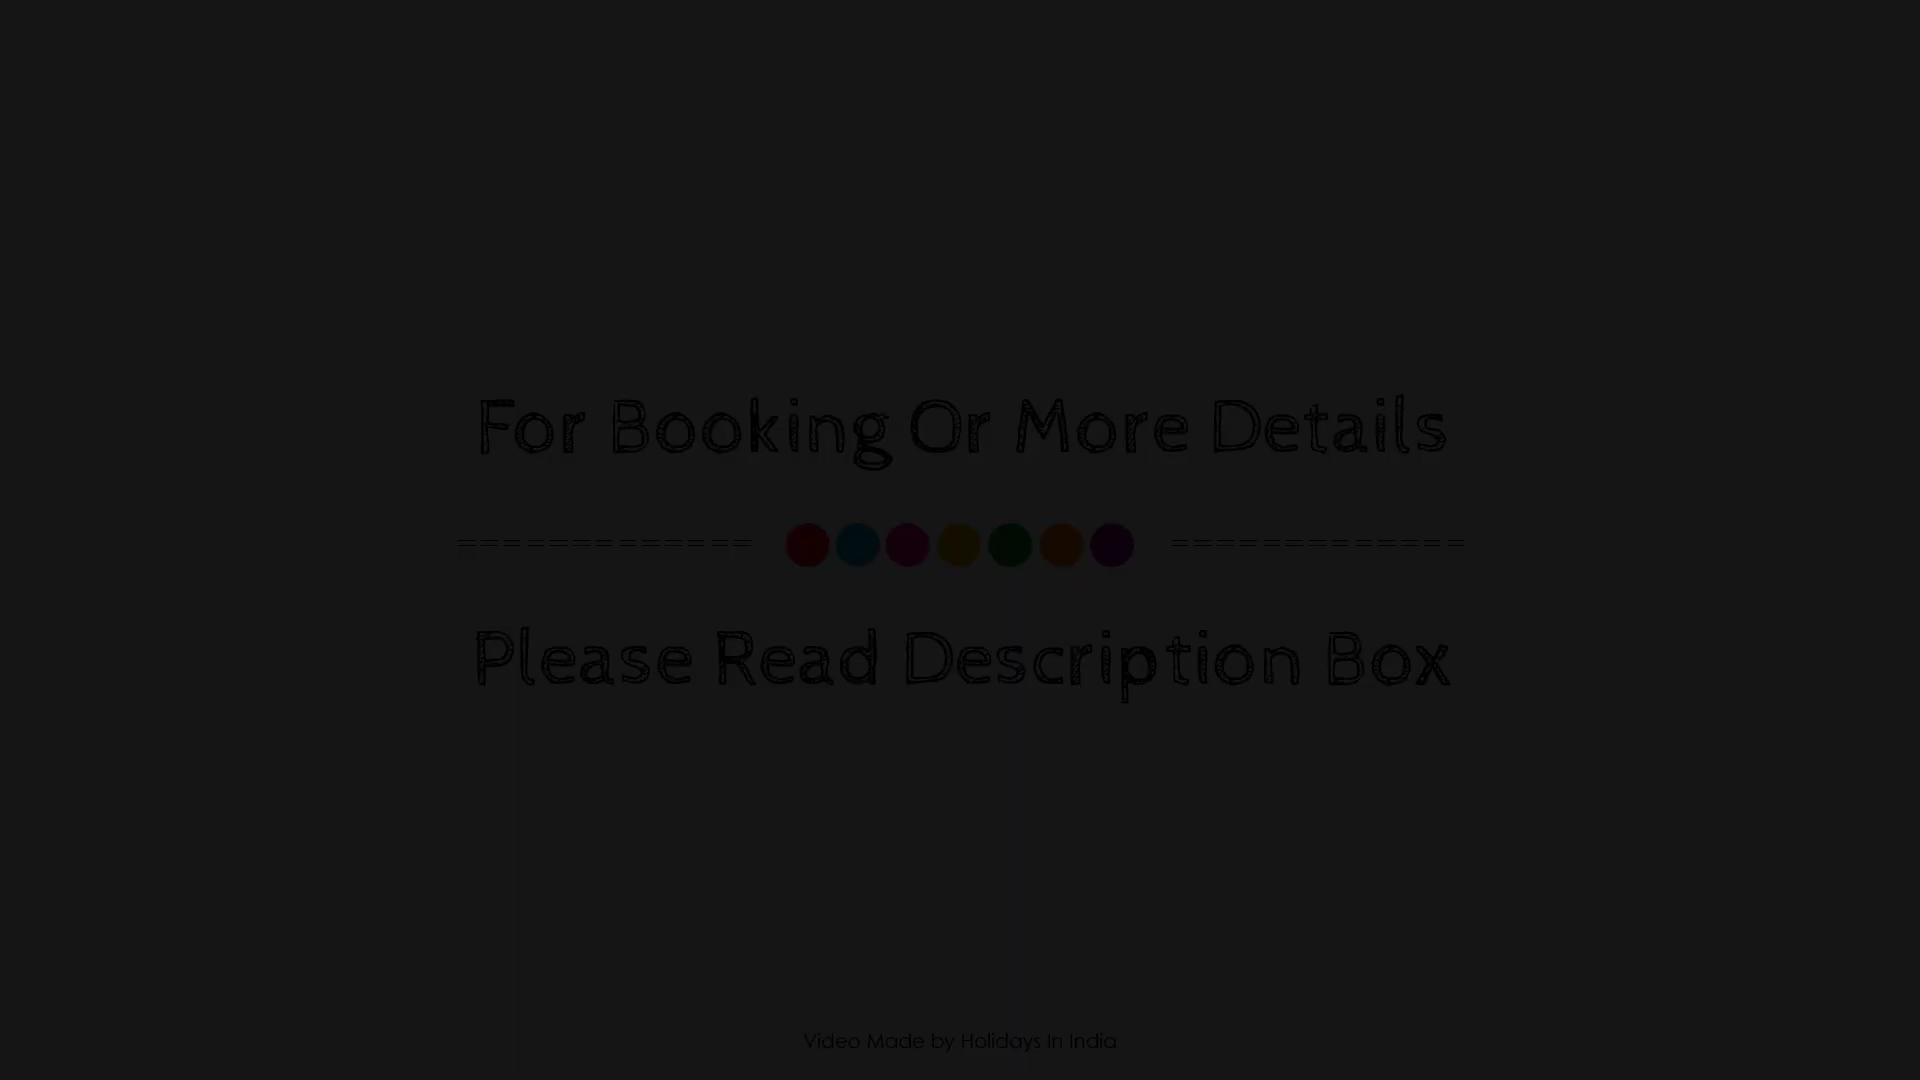 For Booking Or More Details
============= =============
Please Read Description Box
Video Made by Holidays In India